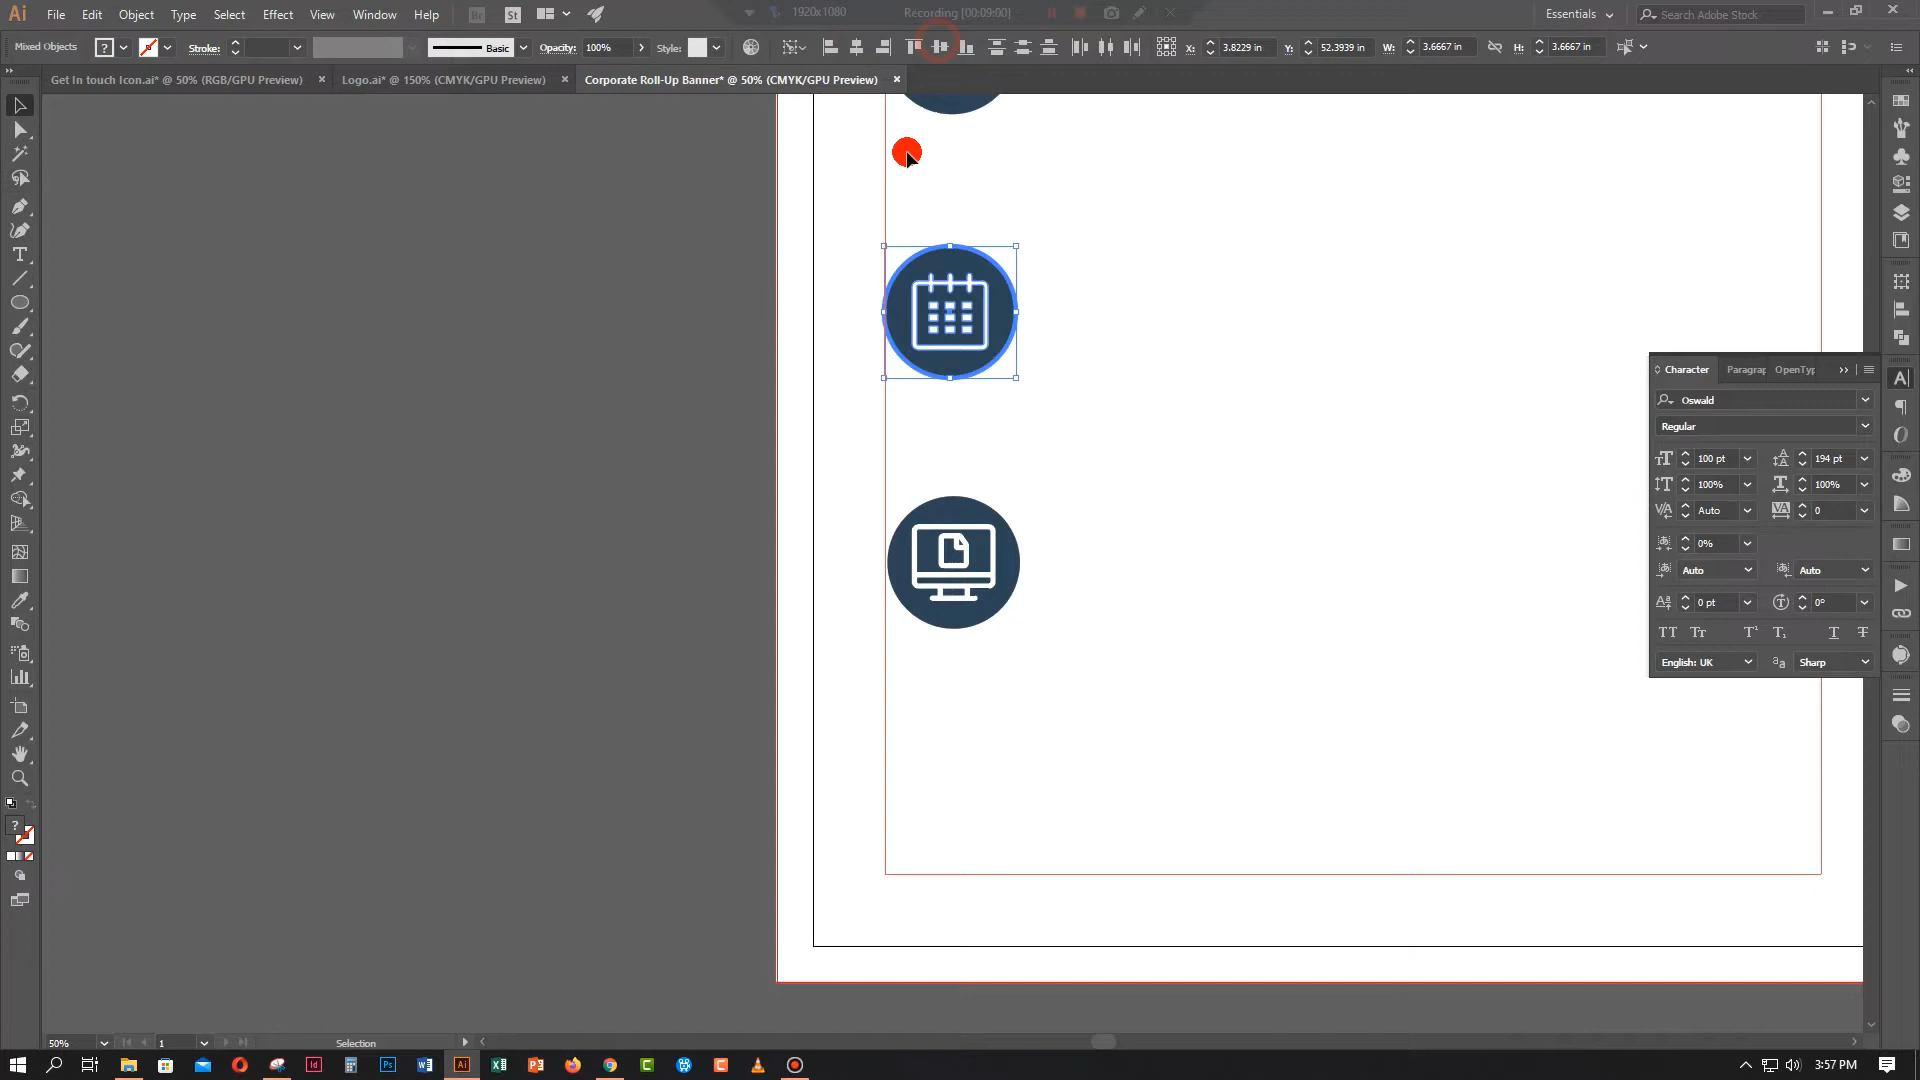 Ai File Edit Object Type Select Effect View Window Help Br St 1920x1080 Recording [00:09:00] Essentials Search Adobe Stock
Mixed Objects ? Stroke: Basic Opacity: 100% Style: X: 3.8229 in Y: 52.3939 in W: 3.6667 in H: 3.6667 in
Get In touch Icon.ai* @ 50% (RGB/GPU Preview) × Logo.ai* @ 150% (CMYK/GPU Preview) × Corporate Roll-Up Banner* @ 50% (CMYK/GPU Preview) ×
Character Paragrap OpenTyp
Oswald
Regular
100 pt 194 pt
100% 100%
Auto 0
0%
Auto Auto
0 pt 0°
English: UK Sharp
?
50% 1 Selection
3:57 PM